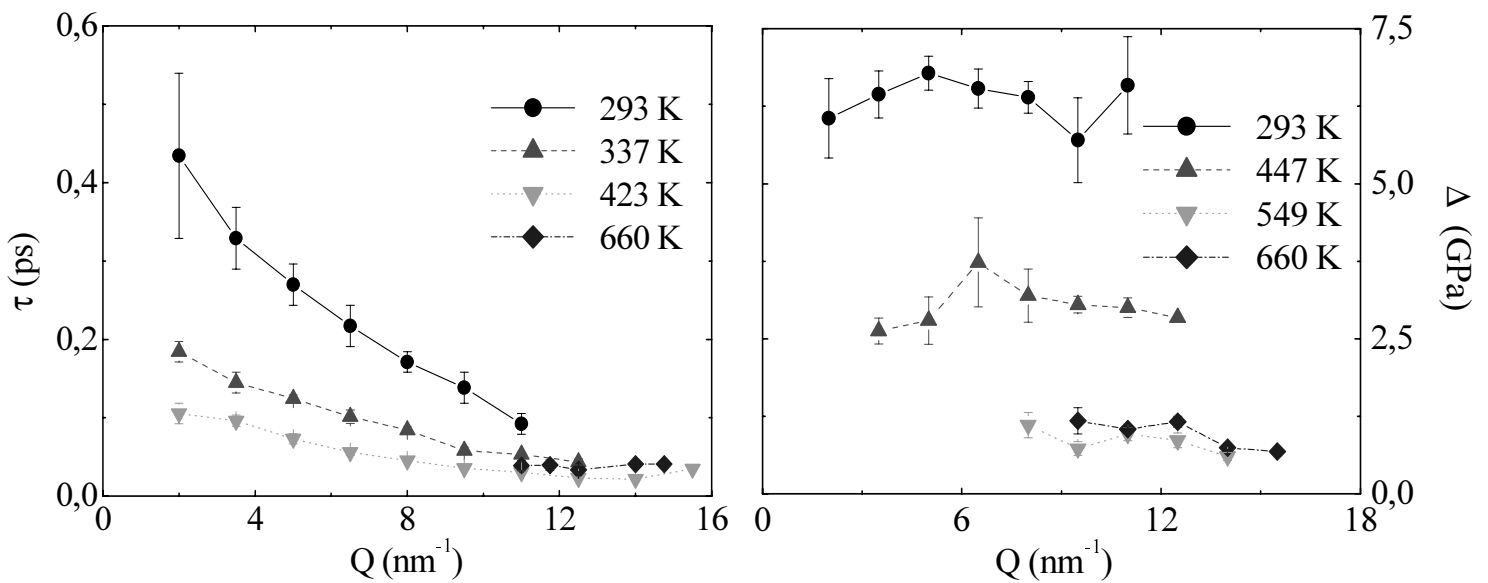 0,6
0,4
0,2
0,0
τ (ps)
0
4
8
12
16
Q (nm⁻¹)
293 K
337 K
423 K
660 K
7,5
5,0
2,5
0,0
Δ (GPa)
0
6
12
18
Q (nm⁻¹)
293 K
447 K
549 K
660 K